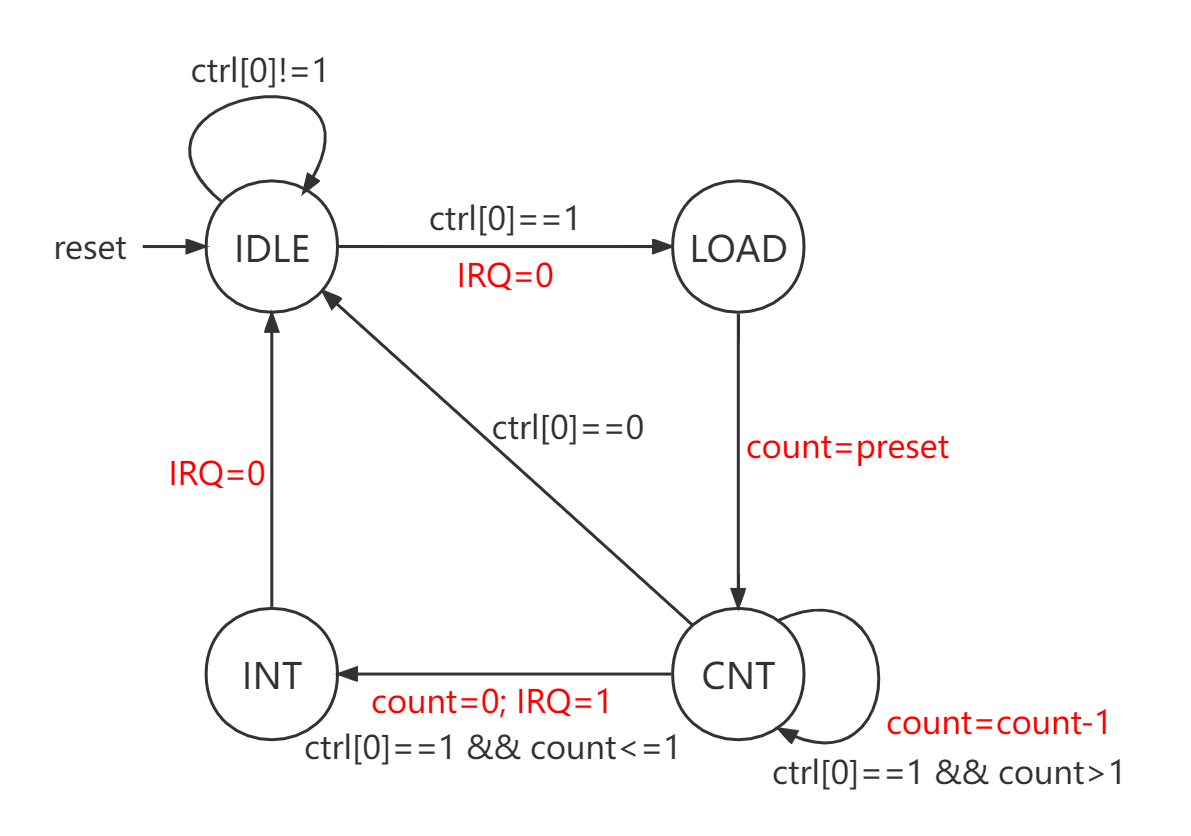 ctrl[0]!=1
reset
IDLE
ctrl[0]==1
IRQ=0
LOAD
ctrl[0]==0
count=preset
IRQ=0
INT
CNT
count=0; IRQ=1
ctrl[0]==1 && count<=1
count=count-1
ctrl[0]==1 && count>1